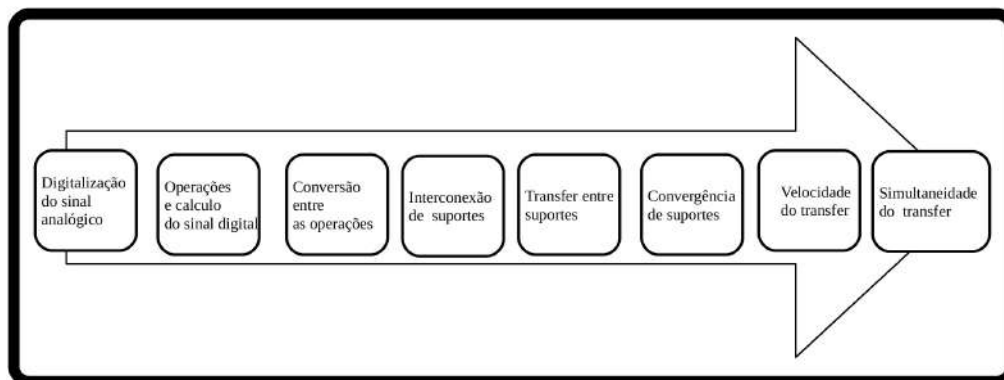 Digitalização
do sinal
analógico
Operações
e calculo
do sinal digital
Conversão
entre
as operações
Interconexão
de suportes
Transfer entre
suportes
Convergência
de suportes
Velocidade
do transfer
Simultaneidade
do transfer